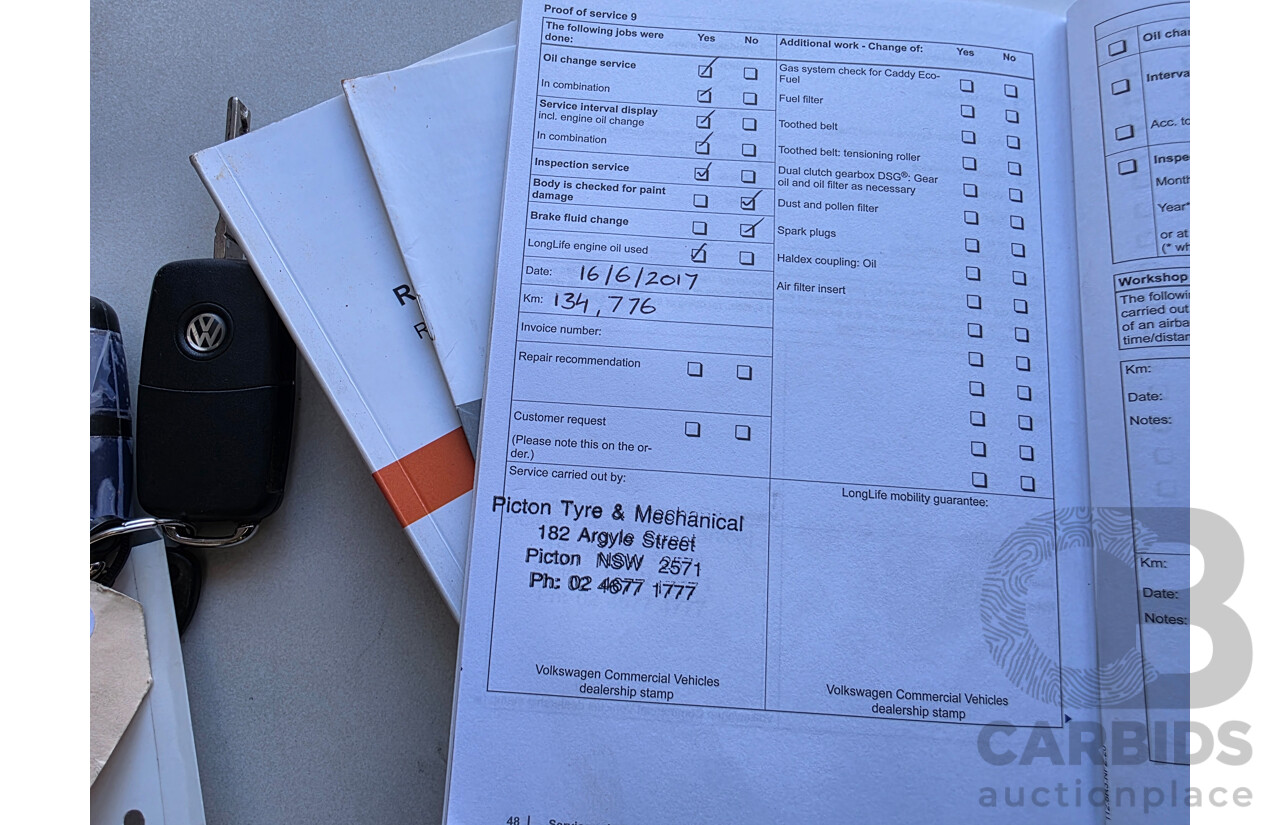 Proof of service 9
The following jobs were
done:
Yes
No
Oil change service
In combination
Service interval display
incl. engine oil change
In combination
Inspection service
Body is checked for paint
damage
Brake fluid change
LongLife engine oil used
Date: 16/6/2017
Km: 134,776
Invoice number:
Repair recommendation
Customer request
(Please note this on the or-
der.)
Service carried out by:
Picton Tyre & Mechanical
182 Argyle Street
Picton NSW 2571
Ph: 02 4677 1777
Volkswagen Commercial Vehicles
dealership stamp
Additional work - Change of:
Yes
No
Gas system check for Caddy Eco-
Fuel
Fuel filter
Toothed belt
Toothed belt: tensioning roller
Dual clutch gearbox DSG®: Gear
oil and oil filter as necessary
Dust and pollen filter
Spark plugs
Haldex coupling: Oil
Air filter insert
LongLife mobility guarantee:
Volkswagen Commercial Vehicles
dealership stamp
48
Oil cha
Interva
Acc. to
Inspe
Month
Year*
or at
(* wh
Workshop
The followi
carried out
of an airba
time/distar
Km:
Date:
Notes:
Km:
Date:
Notes:
R
R
VW
CARBIDS
auctionplace